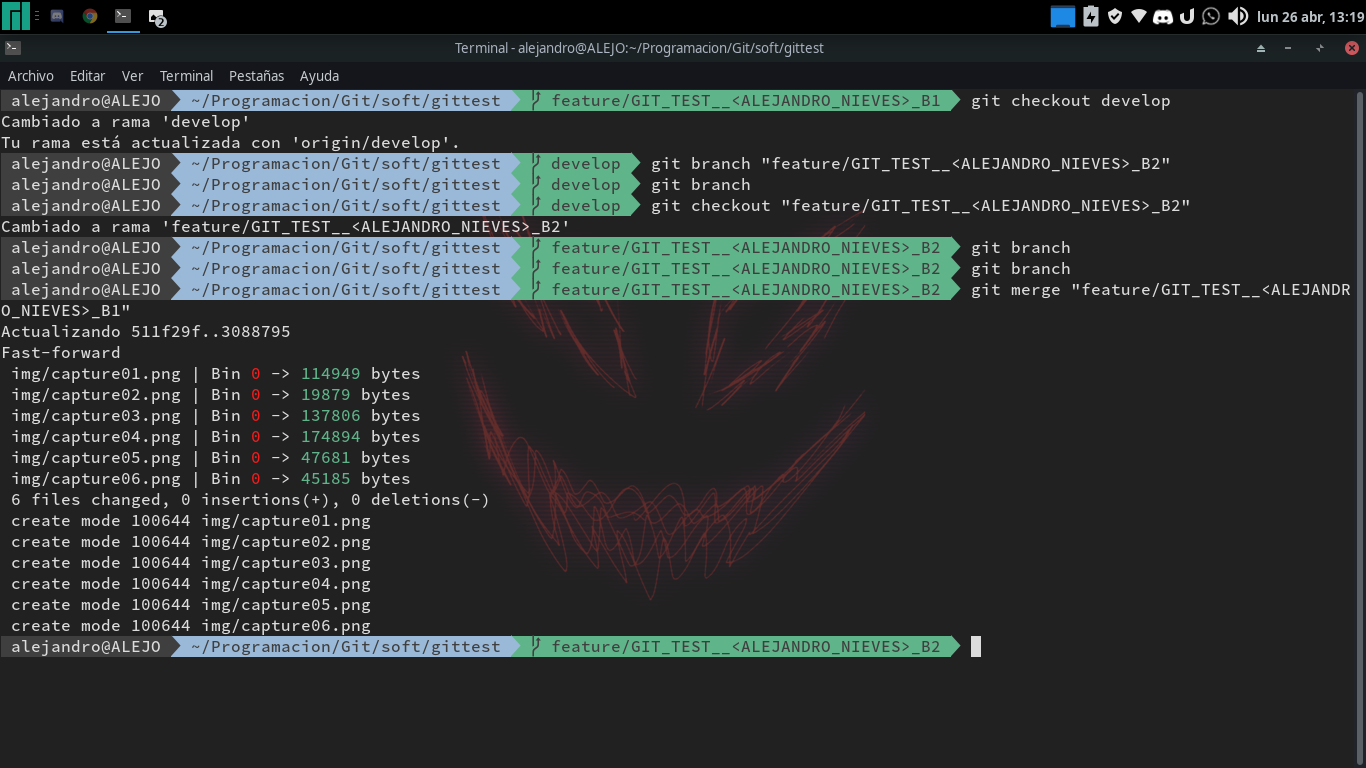 2
lun 26 abr, 13:19
Terminal - alejandro@ALEJO:~/Programacion/Git/soft/gittest
Archivo Editar Ver Terminal Pestañas Ayuda
alejandro@ALEJO ~/Programacion/Git/soft/gittest feature/GIT_TEST__<ALEJANDRO_NIEVES>_B1 git checkout develop
Cambiado a rama 'develop'
Tu rama está actualizada con 'origin/develop'.
alejandro@ALEJO ~/Programacion/Git/soft/gittest develop git branch "feature/GIT_TEST__<ALEJANDRO_NIEVES>_B2"
alejandro@ALEJO ~/Programacion/Git/soft/gittest develop git branch
alejandro@ALEJO ~/Programacion/Git/soft/gittest develop git checkout "feature/GIT_TEST__<ALEJANDRO_NIEVES>_B2"
Cambiado a rama 'feature/GIT_TEST__<ALEJANDRO_NIEVES>_B2'
alejandro@ALEJO ~/Programacion/Git/soft/gittest feature/GIT_TEST__<ALEJANDRO_NIEVES>_B2 git branch
alejandro@ALEJO ~/Programacion/Git/soft/gittest feature/GIT_TEST__<ALEJANDRO_NIEVES>_B2 git branch
alejandro@ALEJO ~/Programacion/Git/soft/gittest feature/GIT_TEST__<ALEJANDRO_NIEVES>_B2 git merge "feature/GIT_TEST__<ALEJANDR
O_NIEVES>_B1"
Actualizando 511f29f..3088795
Fast-forward
img/capture01.png | Bin 0 -> 114949 bytes
img/capture02.png | Bin 0 -> 19879 bytes
img/capture03.png | Bin 0 -> 137806 bytes
img/capture04.png | Bin 0 -> 174894 bytes
img/capture05.png | Bin 0 -> 47681 bytes
img/capture06.png | Bin 0 -> 45185 bytes
6 files changed, 0 insertions(+), 0 deletions(-)
create mode 100644 img/capture01.png
create mode 100644 img/capture02.png
create mode 100644 img/capture03.png
create mode 100644 img/capture04.png
create mode 100644 img/capture05.png
create mode 100644 img/capture06.png
alejandro@ALEJO ~/Programacion/Git/soft/gittest feature/GIT_TEST__<ALEJANDRO_NIEVES>_B2